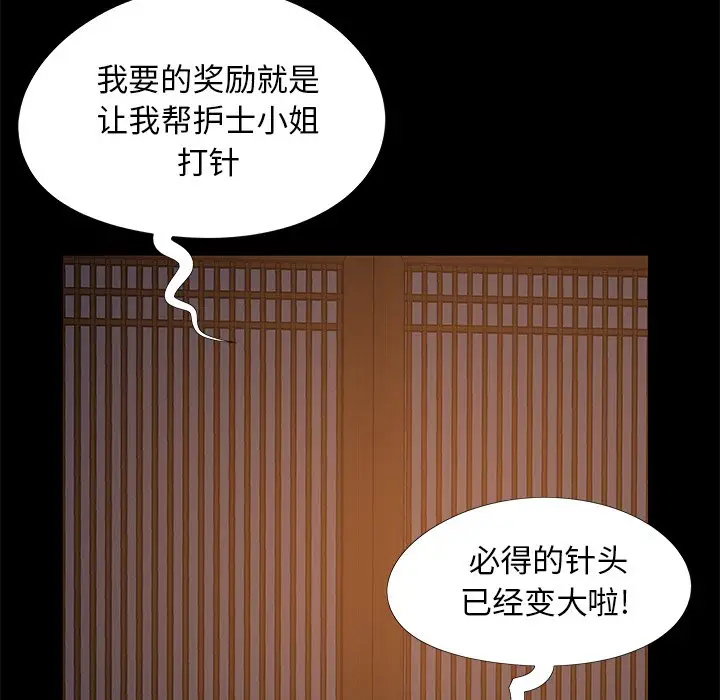 我要的奖励就是
让我帮护士小姐
打针
必得的针头
已经变大啦!